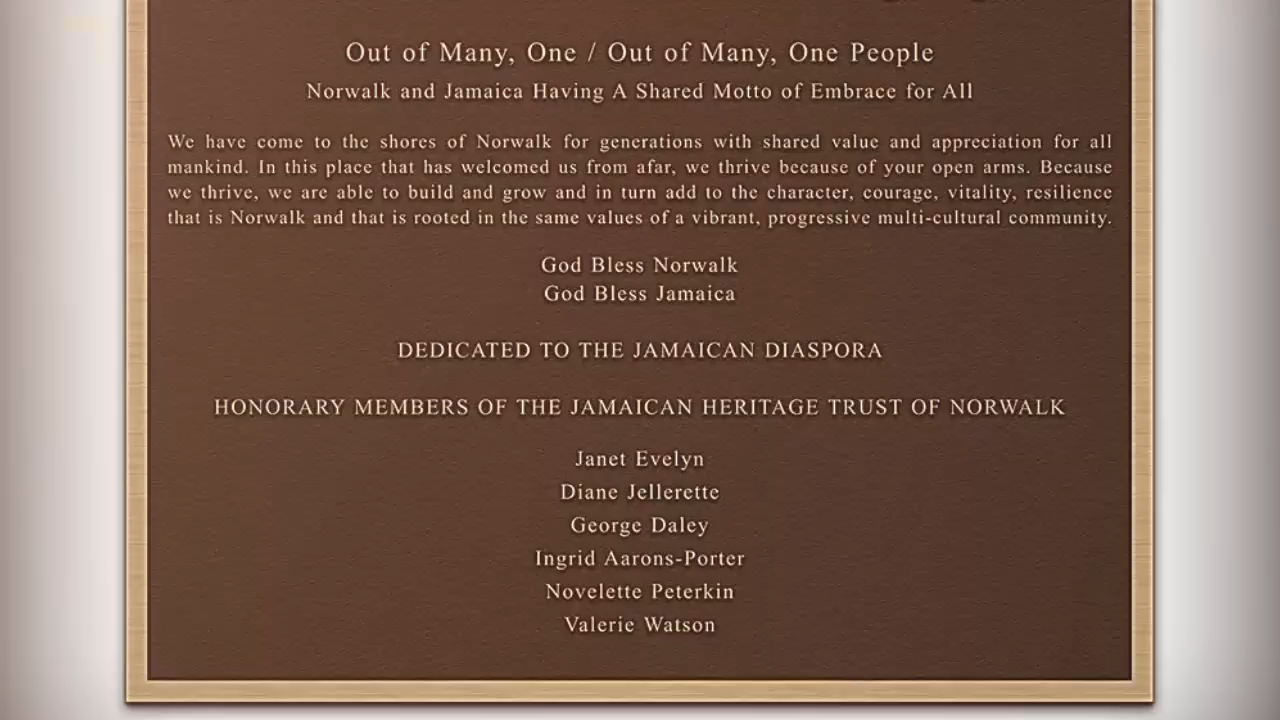 Out of Many, One / Out of Many, One People
Norwalk and Jamaica Having A Shared Motto of Embrace for All
We have come to the shores of Norwalk for generations with shared value and appreciation for all
mankind. In this place that has welcomed us from afar, we thrive because of your open arms. Because
we thrive, we are able to build and grow and in turn add to the character, courage, vitality, resilience
that is Norwalk and that is rooted in the same values of a vibrant, progressive multi-cultural community.
God Bless Norwalk
God Bless Jamaica
DEDICATED TO THE JAMAICAN DIASPORA
HONORARY MEMBERS OF THE JAMAICAN HERITAGE TRUST OF NORWALK
Janet Evelyn
Diane Jellerette
George Daley
Ingrid Aarons-Porter
Novelette Peterkin
Valerie Watson